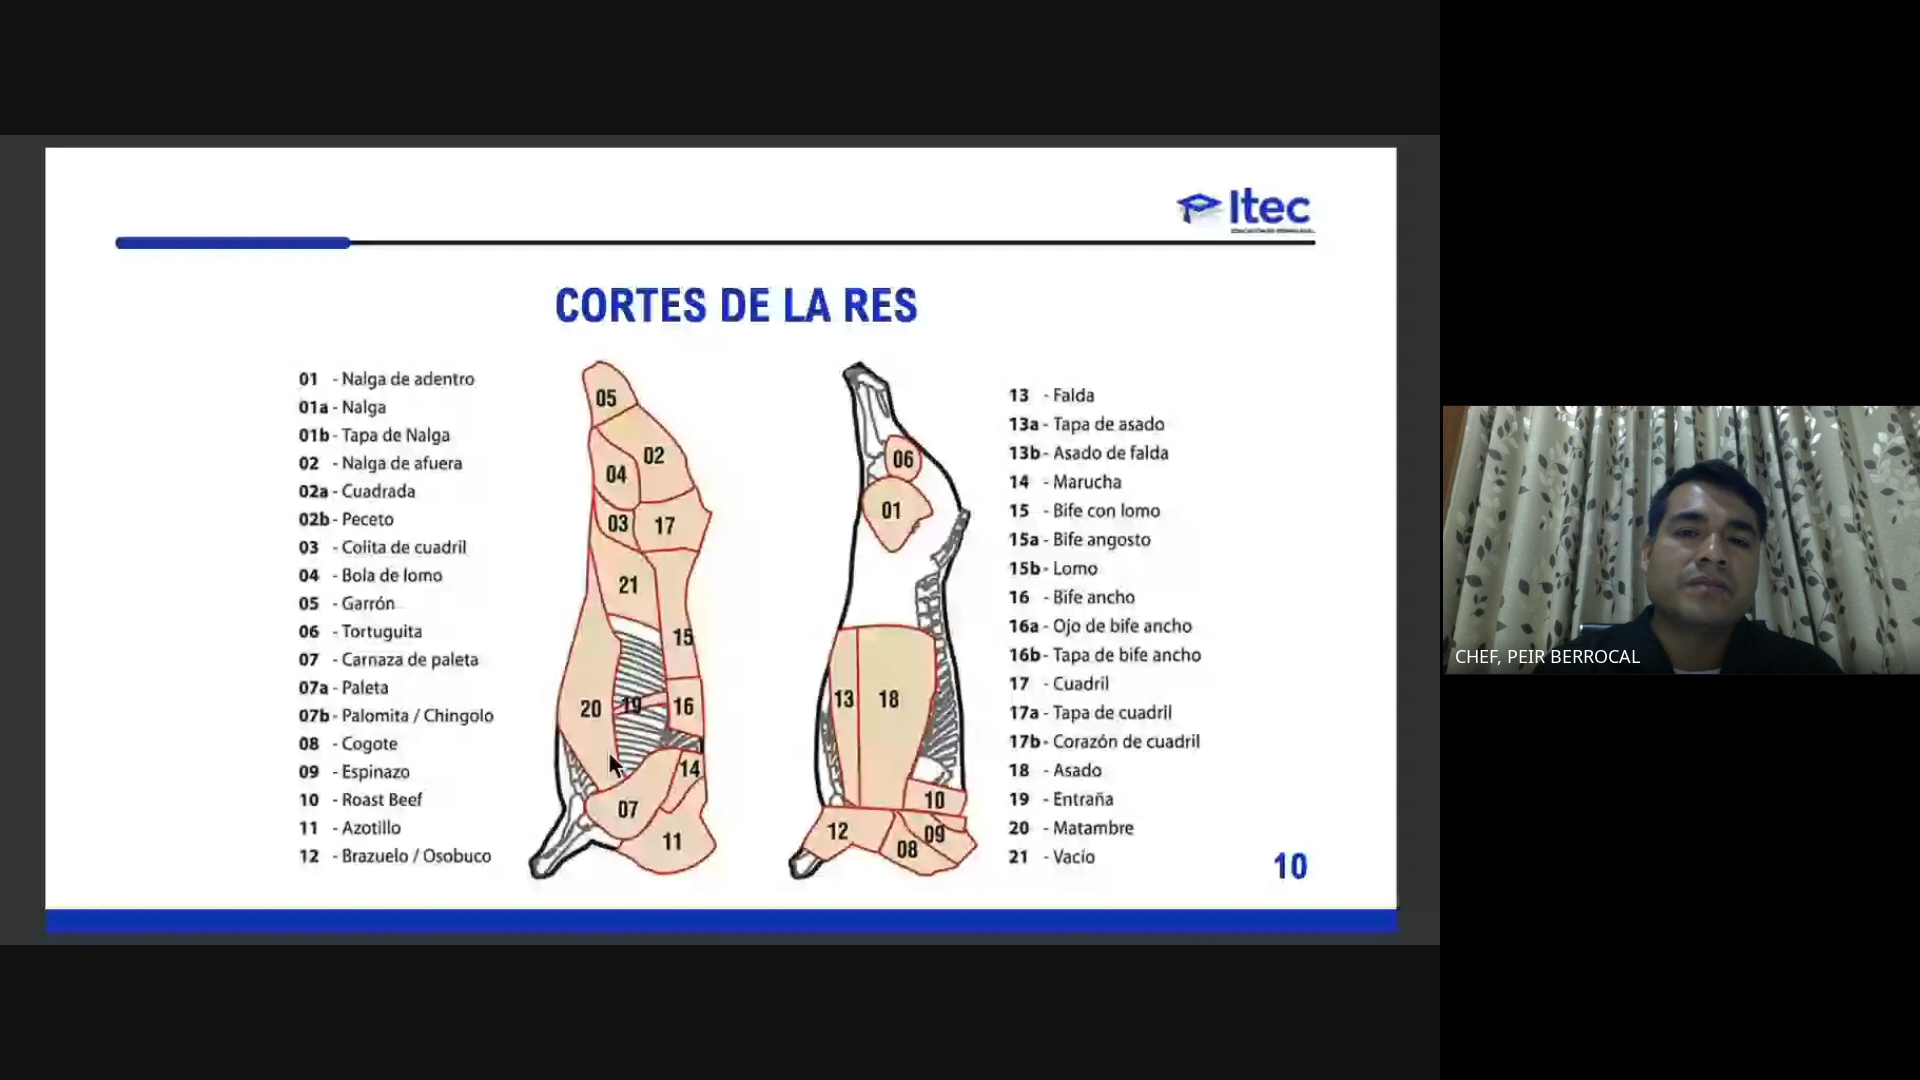 Itec
CORTES DE LA RES
01 - Nalga de adentro
01a - Nalga
01b - Tapa de Nalga
02 - Nalga de afuera
02a - Cuadrada
02b - Peceto
03 - Colita de cuadril
04 - Bola de lomo
05 - Garrón
06 - Tortuguita
07 - Carnaza de paleta
07a - Paleta
07b - Palomita / Chingolo
08 - Cogote
09 - Espinazo
10 - Roast Beef
11 - Azotillo
12 - Brazuelo / Osobuco
05
02
04
03
17
21
15
20
19
16
14
07
11
06
01
13
18
10
12
09
08
13 - Falda
13a - Tapa de asado
13b - Asado de falda
14 - Marucha
15 - Bife con lomo
15a - Bife angosto
15b - Lomo
16 - Bife ancho
16a - Ojo de bife ancho
16b - Tapa de bife ancho
17 - Cuadril
17a - Tapa de cuadril
17b - Corazón de cuadril
18 - Asado
19 - Entraña
20 - Matambre
21 - Vacío
10
CHEF, PEIR BERROCAL